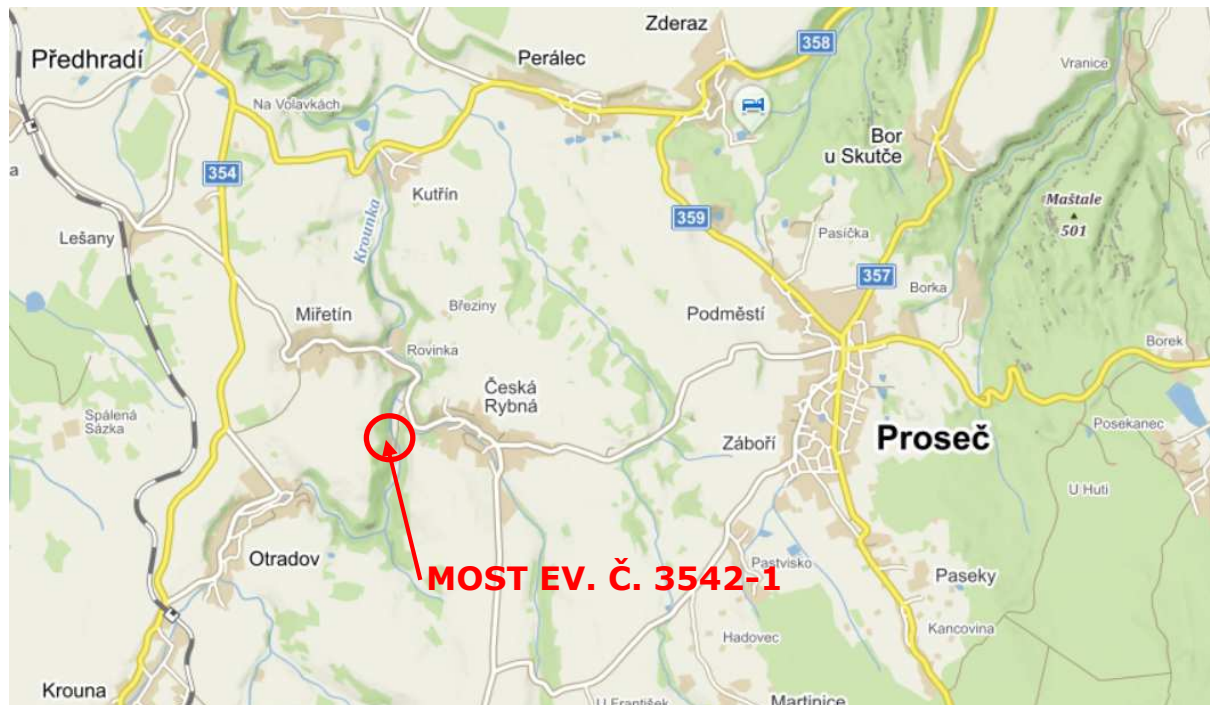 Zderaz
358
Předhradí
Perálec
Vranice
Na Volavkách
Bor
u Skutče
a
354
Kutřín
Maštale
501
359
Krounka
Lešany
Pasíčka
357
Borka
Březiny
Miřetín
Podměstí
Rovinka
Borek
Česká
Rybná
Spálená
Sázka
Posekanec
Záboří
Proseč
U Hutí
Otradov
MOST EV. Č. 3542-1
Pastvisko
Paseky
Kancovina
Hadovec
Krouna
U František
Martinice